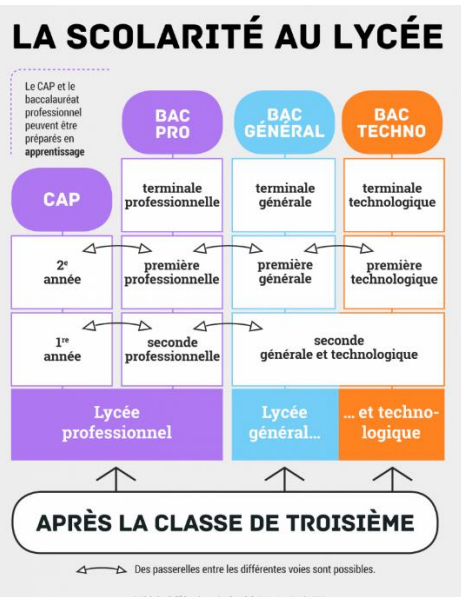 LA SCOLARITÉ AU LYCÉE
Le CAP et le
baccalauréat
professionnel
peuvent être
préparés en
apprentissage
BAC
PRO
BAC
GÉNÉRAL
BAC
TECHNO
CAP
terminale
professionnelle
terminale
générale
terminale
technologique
2e
année
première
professionnelle
première
générale
première
technologique
1re
année
seconde
professionnelle
seconde
générale et technologique
Lycée
professionnel
Lycée
général...
... et techno-
logique
APRÈS LA CLASSE DE TROISIÈME
Des passerelles entre les différentes voies sont possibles.